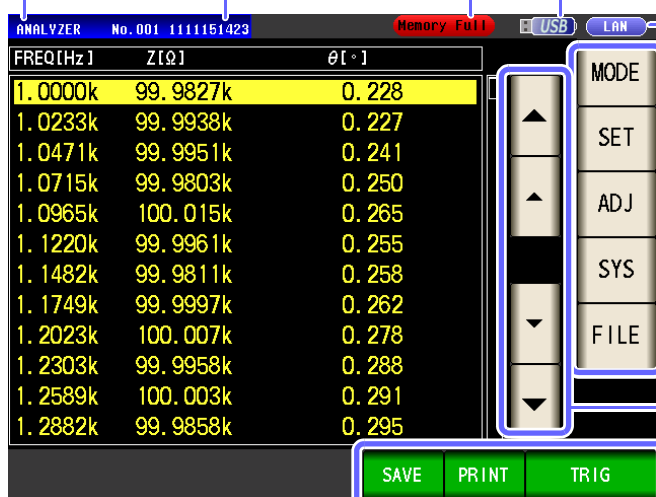 ANALYZER No.001 1111151423 Memory Full USB LAN
FREQ[Hz] Z[Ω] θ[°]
1.0000k 99.9827k 0.228
1.0233k 99.9938k 0.227
1.0471k 99.9951k 0.241
1.0715k 99.9803k 0.250
1.0965k 100.015k 0.265
1.1220k 99.9961k 0.255
1.1482k 99.9811k 0.258
1.1749k 99.9997k 0.262
1.2023k 100.007k 0.278
1.2303k 99.9958k 0.288
1.2589k 100.003k 0.291
1.2882k 99.9858k 0.295
MODE
SET
ADJ
SYS
FILE
SAVE PRINT TRIG